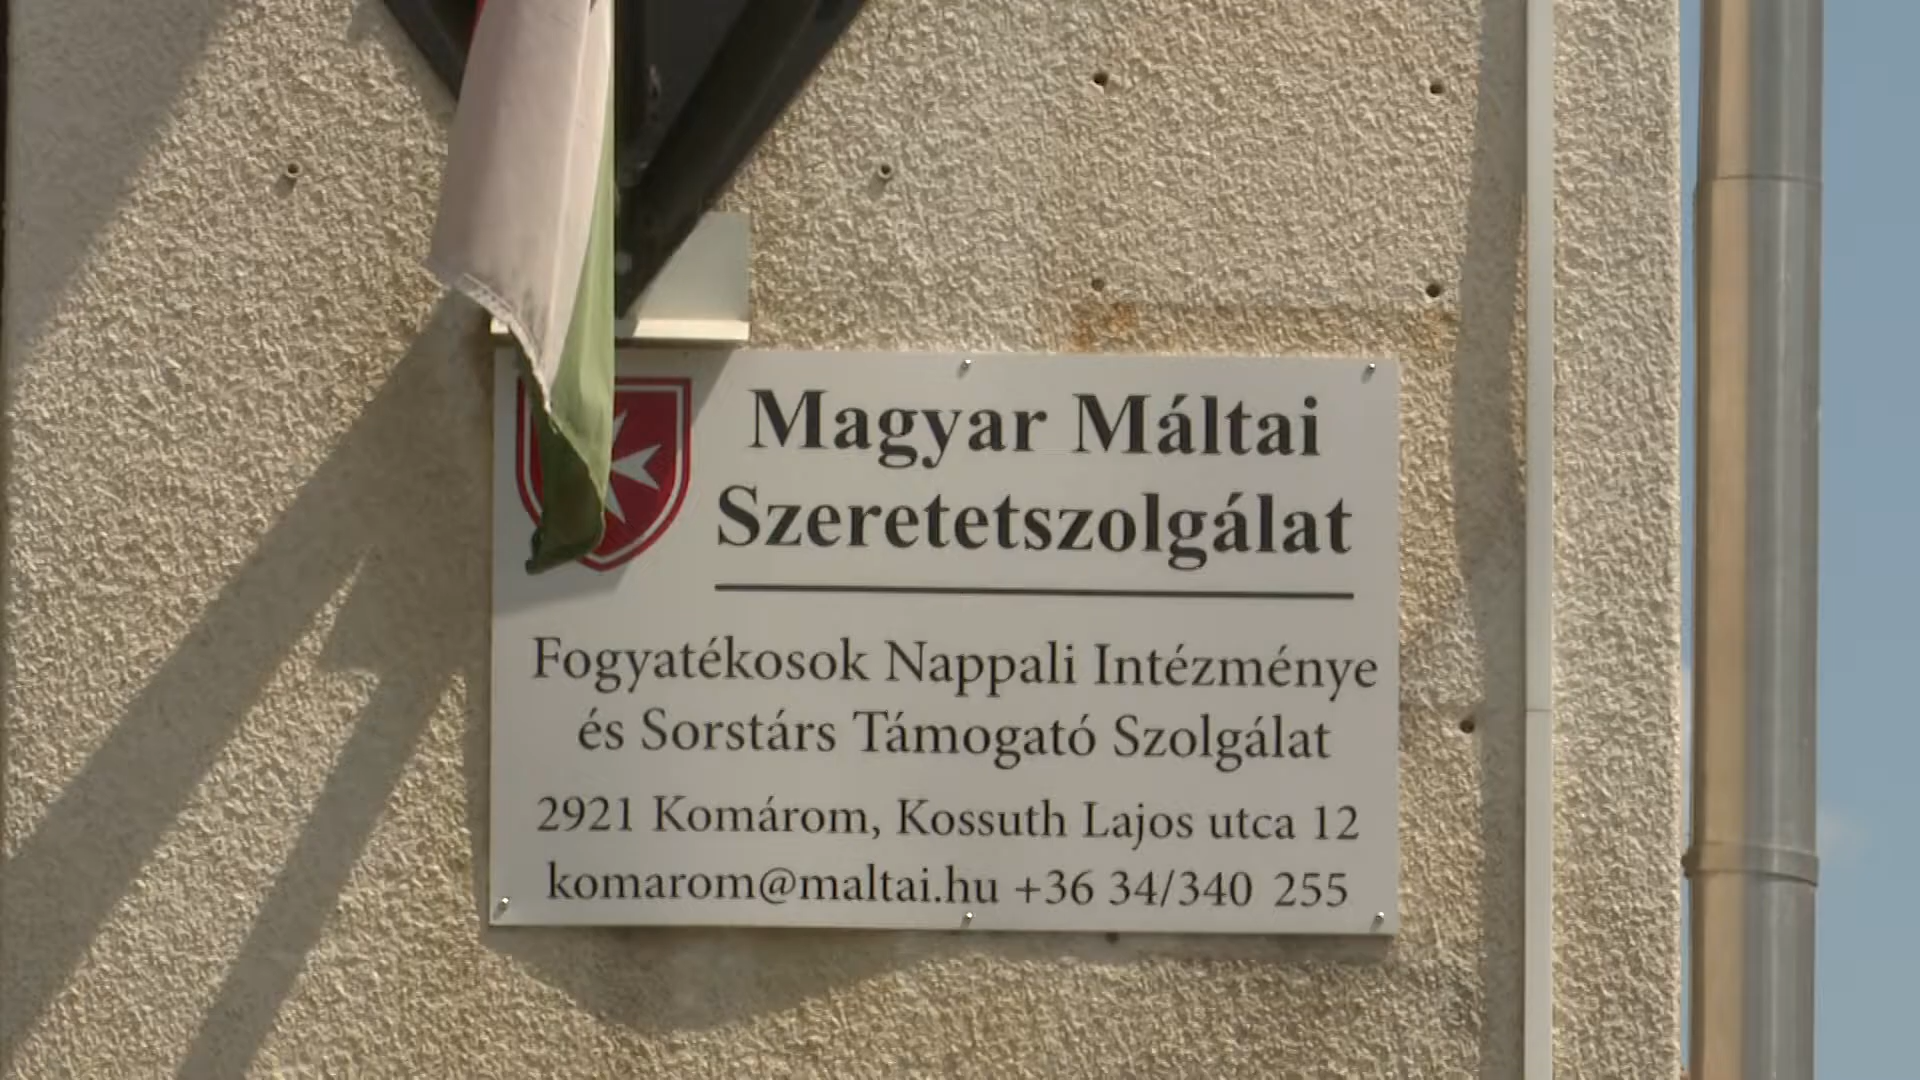 Magyar Máltai
Szeretetszolgálat
Fogyatékosok Nappali Intézménye
és Sorstárs Támogató Szolgálat
2921 Komárom, Kossuth Lajos utca 12
komarom@maltai.hu +36 34/340 255